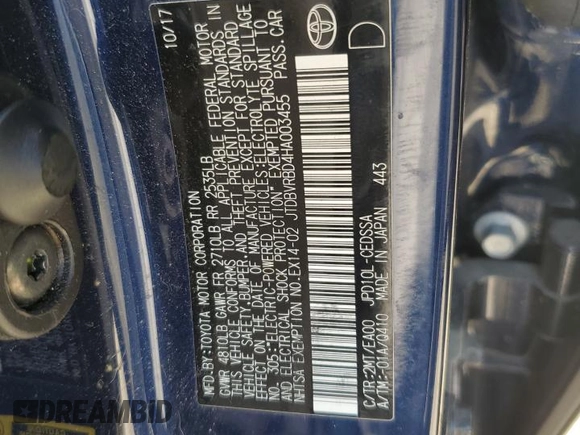 MFD.BY:TOYOTA MOTOR CORPORATION 10/17
GVWR 4810LB GAWR FR 2710LB RR 2535LB
THIS VEHICLE CONFORMS TO ALL APPLICABLE FEDERAL MOTOR
VEHICLE SAFETY,BUMPER,AND THEFT PREVENTION STANDARDS IN
EFFECT ON THE DATE OF MANUFACTURE EXCEPT FOR STANDARD
NO. 305:"ELECTRIC-POWERED VEHICLES:ELECTROLYTE SPILLAGE
AND ELECTRICAL SHOCK PROTECTION" EXEMPTED PURSUANT TO
NHTSA EXEMPTION NO.EX14-02 JTDBVRBD4HA003455 PASS.CAR
C/TR:2NT/EA00 JPD10L-CEDSSA
A/TM:-01A/Q410 MADE IN JAPAN 443
TOYOTA
D
DREAMBID